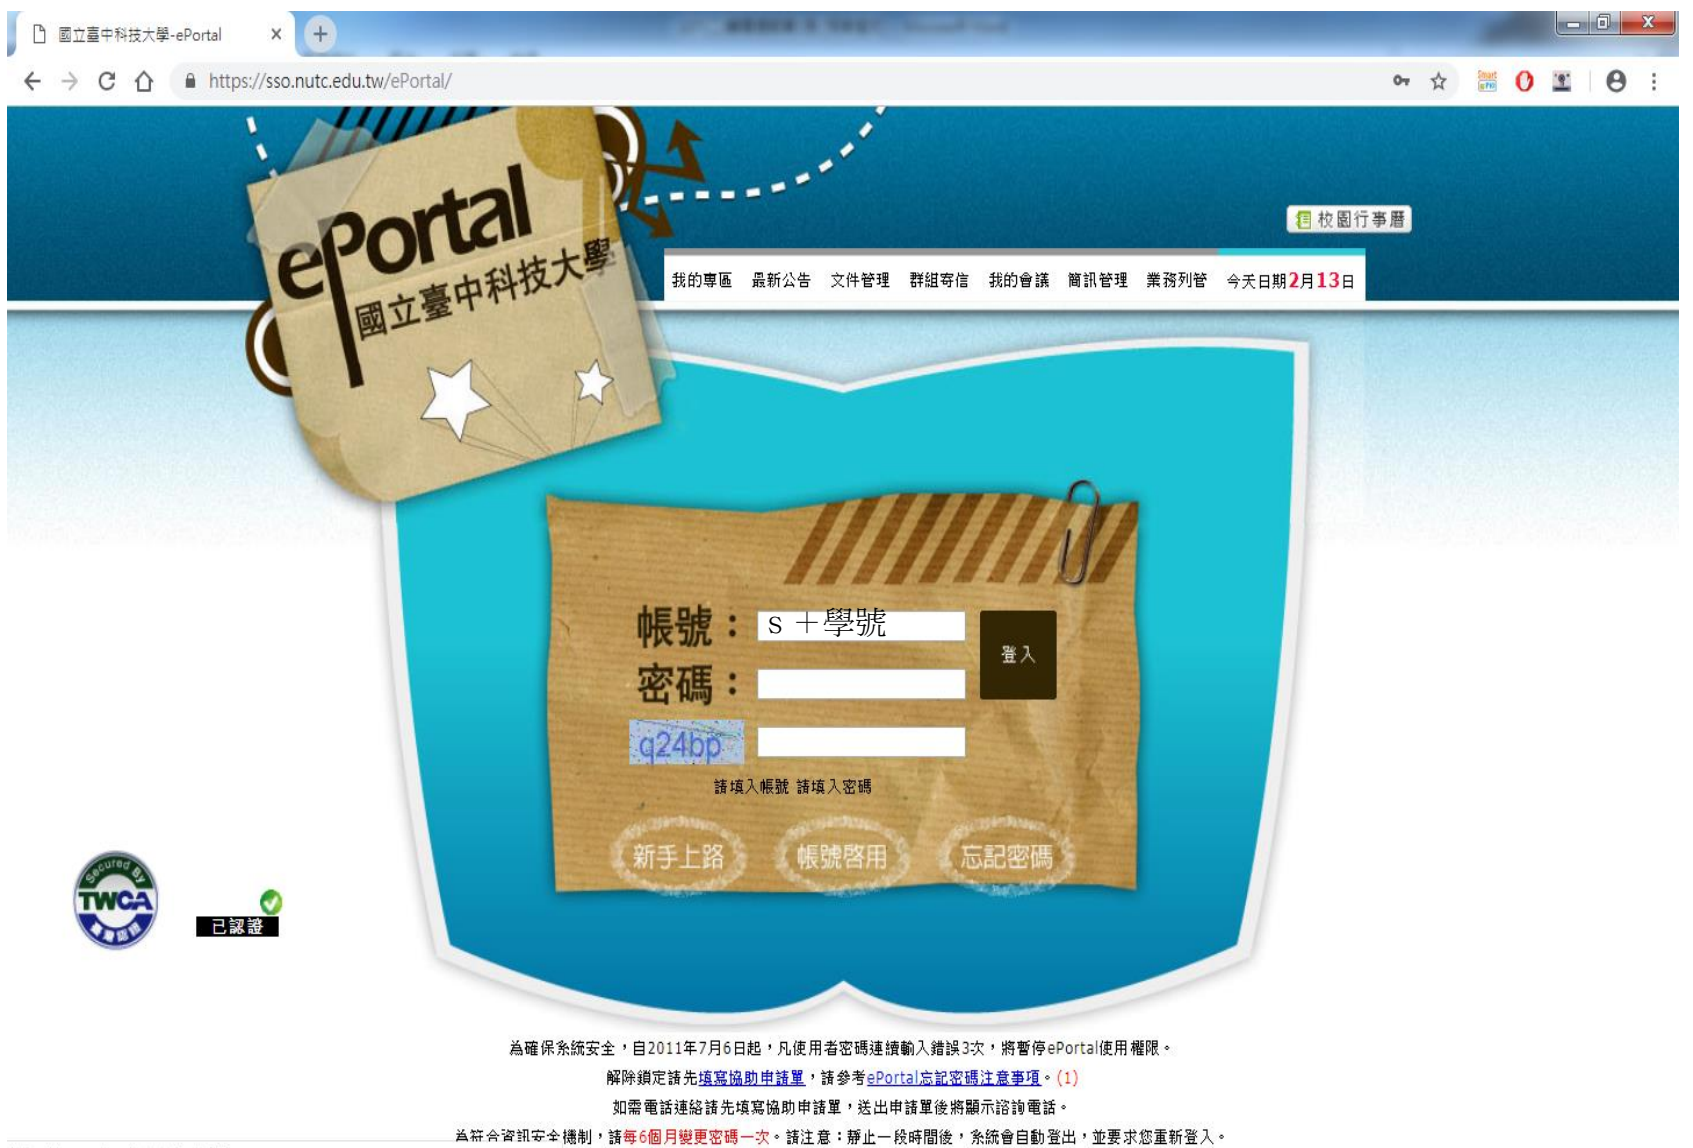 國立臺中科技大學-ePortal
https://sso.nutc.edu.tw/ePortal/
ePortal
國立臺中科技大學
校園行事曆
我的專區 最新公告 文件管理 群組寄信 我的會議 簡訊管理 業務列管 今天日期2月13日
帳號： s＋學號
登入
密碼：
q24bp
請填入帳號 請填入密碼
新手上路 帳號啓用 忘記密碼
Secured By
TWCA
已認證
為確保系統安全，自2011年7月6日起，凡使用者密碼連續輸入錯誤3次，將暫停ePortal使用權限。
解除鎖定請先填寫協助申請單，請參考ePortal忘記密碼注意事項。(1)
如需電話連絡請先填寫協助申請單，送出申請單後將顯示諮詢電話。
為符合資訊安全機制，請每6個月變更密碼一次。請注意：靜止一段時間後，系統會自動登出，並要求您重新登入。